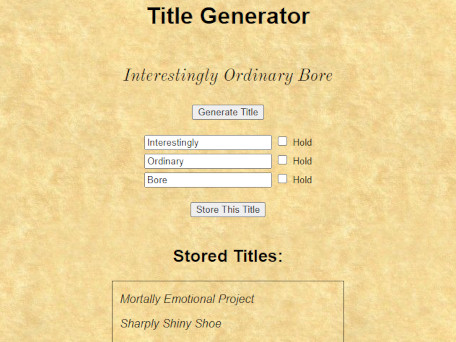 Title Generator
Interestingly Ordinary Bore
Generate Title
Interestingly Hold
Ordinary Hold
Bore Hold
Store This Title
Stored Titles:
Mortally Emotional Project
Sharply Shiny Shoe